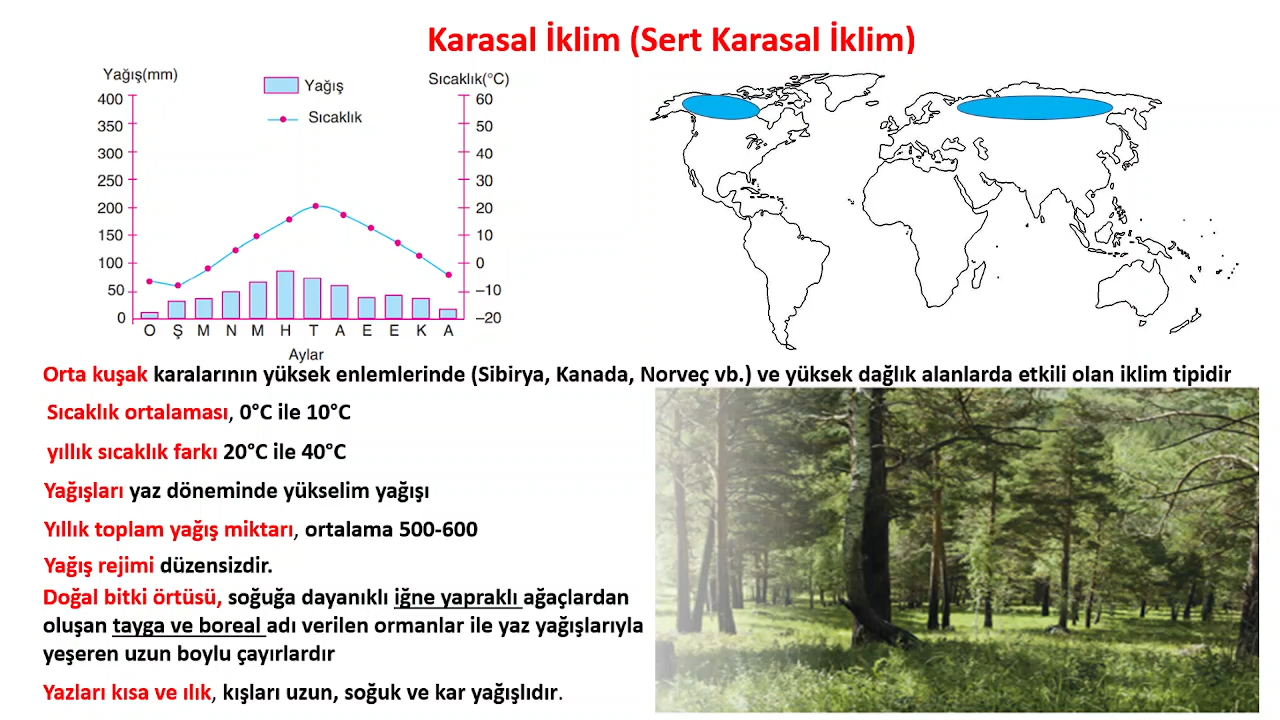 Karasal İklim (Sert Karasal İklim)
Yağış(mm)
Sıcaklık(°C)
Yağış
Sıcaklık
400
350
300
250
200
150
100
50
0
60
50
40
30
20
10
0
–10
–20
O Ş M N M H T A E E K A
Aylar
Orta kuşak karalarının yüksek enlemlerinde (Sibirya, Kanada, Norveç vb.) ve yüksek dağlık alanlarda etkili olan iklim tipidir
Sıcaklık ortalaması, 0°C ile 10°C
yıllık sıcaklık farkı 20°C ile 40°C
Yağışları yaz döneminde yükselim yağışı
Yıllık toplam yağış miktarı, ortalama 500-600
Yağış rejimi düzensizdir.
Doğal bitki örtüsü, soğuğa dayanıklı iğne yapraklı ağaçlardan
oluşan tayga ve boreal adı verilen ormanlar ile yaz yağışlarıyla
yeşeren uzun boylu çayırlardır
Yazları kısa ve ılık, kışları uzun, soğuk ve kar yağışlıdır.